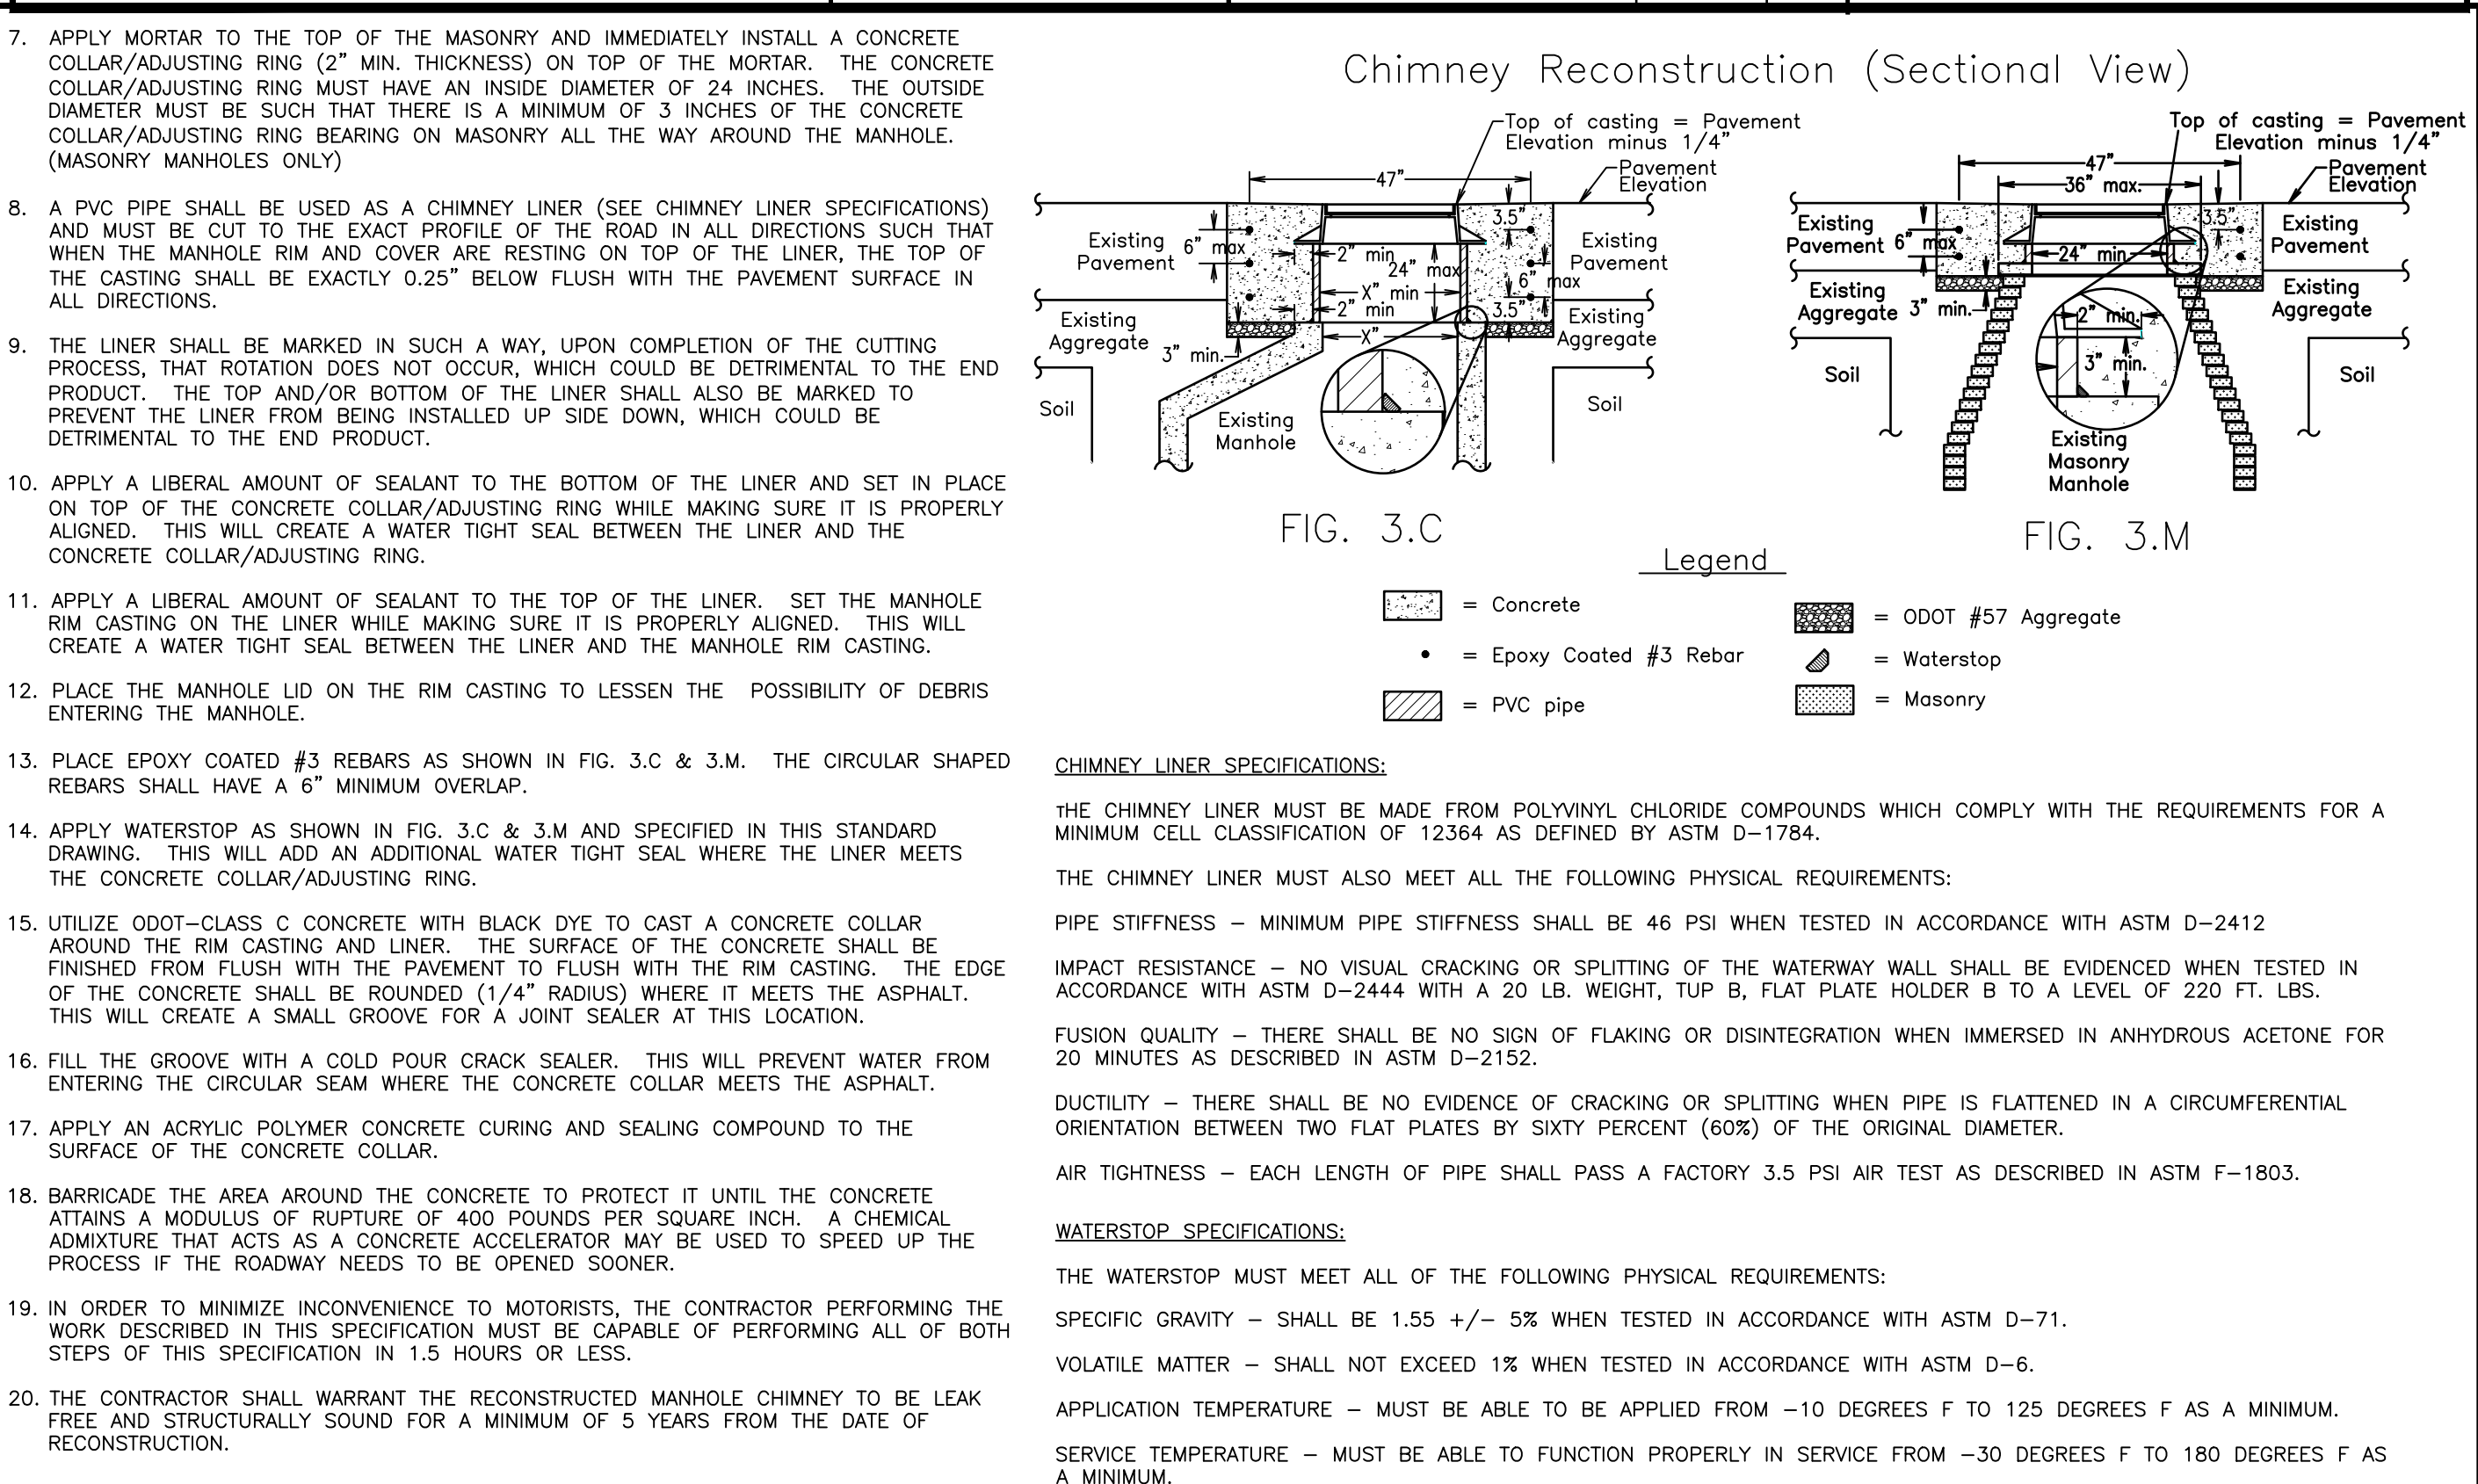 7. APPLY MORTAR TO THE TOP OF THE MASONRY AND IMMEDIATELY INSTALL A CONCRETE
COLLAR/ADJUSTING RING (2" MIN. THICKNESS) ON TOP OF THE MORTAR. THE CONCRETE
COLLAR/ADJUSTING RING MUST HAVE AN INSIDE DIAMETER OF 24 INCHES. THE OUTSIDE
DIAMETER MUST BE SUCH THAT THERE IS A MINIMUM OF 3 INCHES OF THE CONCRETE
COLLAR/ADJUSTING RING BEARING ON MASONRY ALL THE WAY AROUND THE MANHOLE.
(MASONRY MANHOLES ONLY)
8. A PVC PIPE SHALL BE USED AS A CHIMNEY LINER (SEE CHIMNEY LINER SPECIFICATIONS)
AND MUST BE CUT TO THE EXACT PROFILE OF THE ROAD IN ALL DIRECTIONS SUCH THAT
WHEN THE MANHOLE RIM AND COVER ARE RESTING ON TOP OF THE LINER, THE TOP OF
THE CASTING SHALL BE EXACTLY 0.25" BELOW FLUSH WITH THE PAVEMENT SURFACE IN
ALL DIRECTIONS.
9. THE LINER SHALL BE MARKED IN SUCH A WAY, UPON COMPLETION OF THE CUTTING
PROCESS, THAT ROTATION DOES NOT OCCUR, WHICH COULD BE DETRIMENTAL TO THE END
PRODUCT. THE TOP AND/OR BOTTOM OF THE LINER SHALL ALSO BE MARKED TO
PREVENT THE LINER FROM BEING INSTALLED UP SIDE DOWN, WHICH COULD BE
DETRIMENTAL TO THE END PRODUCT.
10. APPLY A LIBERAL AMOUNT OF SEALANT TO THE BOTTOM OF THE LINER AND SET IN PLACE
ON TOP OF THE CONCRETE COLLAR/ADJUSTING RING WHILE MAKING SURE IT IS PROPERLY
ALIGNED. THIS WILL CREATE A WATER TIGHT SEAL BETWEEN THE LINER AND THE
CONCRETE COLLAR/ADJUSTING RING.
11. APPLY A LIBERAL AMOUNT OF SEALANT TO THE TOP OF THE LINER. SET THE MANHOLE
RIM CASTING ON THE LINER WHILE MAKING SURE IT IS PROPERLY ALIGNED. THIS WILL
CREATE A WATER TIGHT SEAL BETWEEN THE LINER AND THE MANHOLE RIM CASTING.
12. PLACE THE MANHOLE LID ON THE RIM CASTING TO LESSEN THE POSSIBILITY OF DEBRIS
ENTERING THE MANHOLE.
13. PLACE EPOXY COATED #3 REBARS AS SHOWN IN FIG. 3.C & 3.M. THE CIRCULAR SHAPED
REBARS SHALL HAVE A 6" MINIMUM OVERLAP.
14. APPLY WATERSTOP AS SHOWN IN FIG. 3.C & 3.M AND SPECIFIED IN THIS STANDARD
DRAWING. THIS WILL ADD AN ADDITIONAL WATER TIGHT SEAL WHERE THE LINER MEETS
THE CONCRETE COLLAR/ADJUSTING RING.
15. UTILIZE ODOT-CLASS C CONCRETE WITH BLACK DYE TO CAST A CONCRETE COLLAR
AROUND THE RIM CASTING AND LINER. THE SURFACE OF THE CONCRETE SHALL BE
FINISHED FROM FLUSH WITH THE PAVEMENT TO FLUSH WITH THE RIM CASTING. THE EDGE
OF THE CONCRETE SHALL BE ROUNDED (1/4" RADIUS) WHERE IT MEETS THE ASPHALT.
THIS WILL CREATE A SMALL GROOVE FOR A JOINT SEALER AT THIS LOCATION.
16. FILL THE GROOVE WITH A COLD POUR CRACK SEALER. THIS WILL PREVENT WATER FROM
ENTERING THE CIRCULAR SEAM WHERE THE CONCRETE COLLAR MEETS THE ASPHALT.
17. APPLY AN ACRYLIC POLYMER CONCRETE CURING AND SEALING COMPOUND TO THE
SURFACE OF THE CONCRETE COLLAR.
18. BARRICADE THE AREA AROUND THE CONCRETE TO PROTECT IT UNTIL THE CONCRETE
ATTAINS A MODULUS OF RUPTURE OF 400 POUNDS PER SQUARE INCH. A CHEMICAL
ADMIXTURE THAT ACTS AS A CONCRETE ACCELERATOR MAY BE USED TO SPEED UP THE
PROCESS IF THE ROADWAY NEEDS TO BE OPENED SOONER.
19. IN ORDER TO MINIMIZE INCONVENIENCE TO MOTORISTS, THE CONTRACTOR PERFORMING THE
WORK DESCRIBED IN THIS SPECIFICATION MUST BE CAPABLE OF PERFORMING ALL OF BOTH
STEPS OF THIS SPECIFICATION IN 1.5 HOURS OR LESS.
20. THE CONTRACTOR SHALL WARRANT THE RECONSTRUCTED MANHOLE CHIMNEY TO BE LEAK
FREE AND STRUCTURALLY SOUND FOR A MINIMUM OF 5 YEARS FROM THE DATE OF
RECONSTRUCTION.
Chimney Reconstruction (Sectional View)
Top of casting = Pavement
Elevation minus 1/4"
Pavement
Elevation
47"
3.5"
Existing
Pavement
6" max
2" min
24" max
Existing
Pavement
X" min
6" max
2" min
3.5"
Existing
Aggregate
X"
Existing
Aggregate
3" min.
Soil
Existing
Manhole
Soil
FIG. 3.C
Top of casting = Pavement
Elevation minus 1/4"
47"
Pavement
Elevation
36" max.
3.5"
Existing
Pavement
6" max
24" min
Existing
Pavement
Existing
Aggregate
3" min.
2" min.
Existing
Aggregate
3" min.
Soil
Soil
Existing
Masonry
Manhole
FIG. 3.M
Legend
= Concrete
= Epoxy Coated #3 Rebar
= PVC pipe
= ODOT #57 Aggregate
= Waterstop
= Masonry
CHIMNEY LINER SPECIFICATIONS:
THE CHIMNEY LINER MUST BE MADE FROM POLYVINYL CHLORIDE COMPOUNDS WHICH COMPLY WITH THE REQUIREMENTS FOR A
MINIMUM CELL CLASSIFICATION OF 12364 AS DEFINED BY ASTM D-1784.
THE CHIMNEY LINER MUST ALSO MEET ALL THE FOLLOWING PHYSICAL REQUIREMENTS:
PIPE STIFFNESS - MINIMUM PIPE STIFFNESS SHALL BE 46 PSI WHEN TESTED IN ACCORDANCE WITH ASTM D-2412
IMPACT RESISTANCE - NO VISUAL CRACKING OR SPLITTING OF THE WATERWAY WALL SHALL BE EVIDENCED WHEN TESTED IN
ACCORDANCE WITH ASTM D-2444 WITH A 20 LB. WEIGHT, TUP B, FLAT PLATE HOLDER B TO A LEVEL OF 220 FT. LBS.
FUSION QUALITY - THERE SHALL BE NO SIGN OF FLAKING OR DISINTEGRATION WHEN IMMERSED IN ANHYDROUS ACETONE FOR
20 MINUTES AS DESCRIBED IN ASTM D-2152.
DUCTILITY - THERE SHALL BE NO EVIDENCE OF CRACKING OR SPLITTING WHEN PIPE IS FLATTENED IN A CIRCUMFERENTIAL
ORIENTATION BETWEEN TWO FLAT PLATES BY SIXTY PERCENT (60%) OF THE ORIGINAL DIAMETER.
AIR TIGHTNESS - EACH LENGTH OF PIPE SHALL PASS A FACTORY 3.5 PSI AIR TEST AS DESCRIBED IN ASTM F-1803.
WATERSTOP SPECIFICATIONS:
THE WATERSTOP MUST MEET ALL OF THE FOLLOWING PHYSICAL REQUIREMENTS:
SPECIFIC GRAVITY - SHALL BE 1.55 +/- 5% WHEN TESTED IN ACCORDANCE WITH ASTM D-71.
VOLATILE MATTER - SHALL NOT EXCEED 1% WHEN TESTED IN ACCORDANCE WITH ASTM D-6.
APPLICATION TEMPERATURE - MUST BE ABLE TO BE APPLIED FROM -10 DEGREES F TO 125 DEGREES F AS A MINIMUM.
SERVICE TEMPERATURE - MUST BE ABLE TO FUNCTION PROPERLY IN SERVICE FROM -30 DEGREES F TO 180 DEGREES F AS
A MINIMUM.